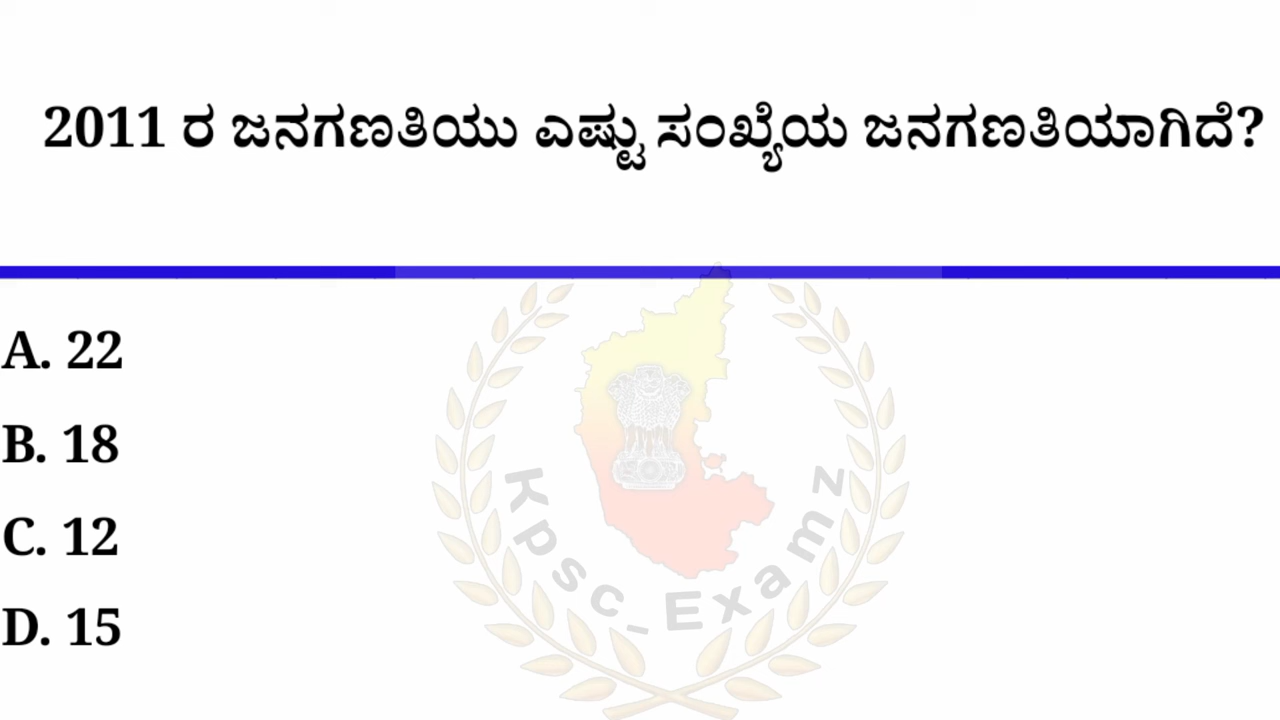 2011 ರ ಜನಗಣತಿಯು ಎಷ್ಟು ಸಂಖ್ಯೆಯ ಜನಗಣತಿಯಾಗಿದೆ?
A. 22
B. 18
C. 12
D. 15
Kpsc_Examz